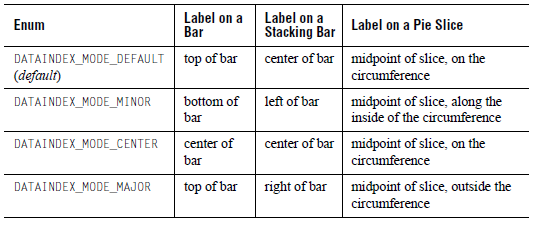 Enum Label on a Bar Label on a Stacking Bar Label on a Pie Slice
DATAINDEX_MODE_DEFAULT (default) top of bar center of bar midpoint of slice, on the circumference
DATAINDEX_MODE_MINOR bottom of bar left of bar midpoint of slice, along the inside of the circumference
DATAINDEX_MODE_CENTER center of bar center of bar midpoint of slice, on the circumference
DATAINDEX_MODE_MAJOR top of bar right of bar midpoint of slice, outside the circumference